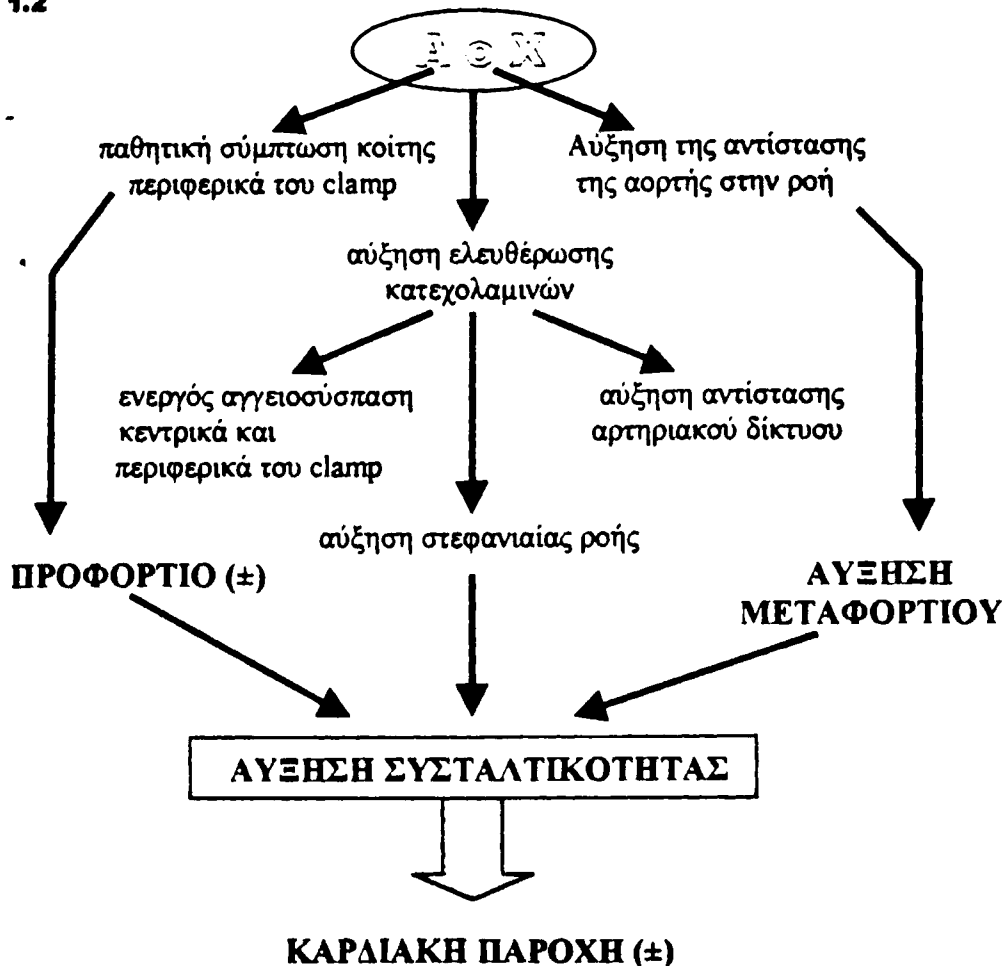 1.2
Α ο Χ
παθητική σύμπτωση κοίτης
περιφερικά του clamp
Αύξηση της αντίστασης
της αορτής στην ροή
αύξηση ελευθέρωσης
κατεχολαμινών
ενεργός αγγειοσύσπαση
κεντρικά και
περιφερικά του clamp
αύξηση αντίστασης
αρτηριακού δίκτυου
αύξηση στεφανιαίας ροής
ΠΡΟΦΟΡΤΙΟ (±)
ΑΥΞΗΣΗ
ΜΕΤΑΦΟΡΤΙΟΥ
ΑΥΞΗΣΗ ΣΥΣΤΑΛΤΙΚΟΤΗΤΑΣ
ΚΑΡΔΙΑΚΗ ΠΑΡΟΧΗ (±)